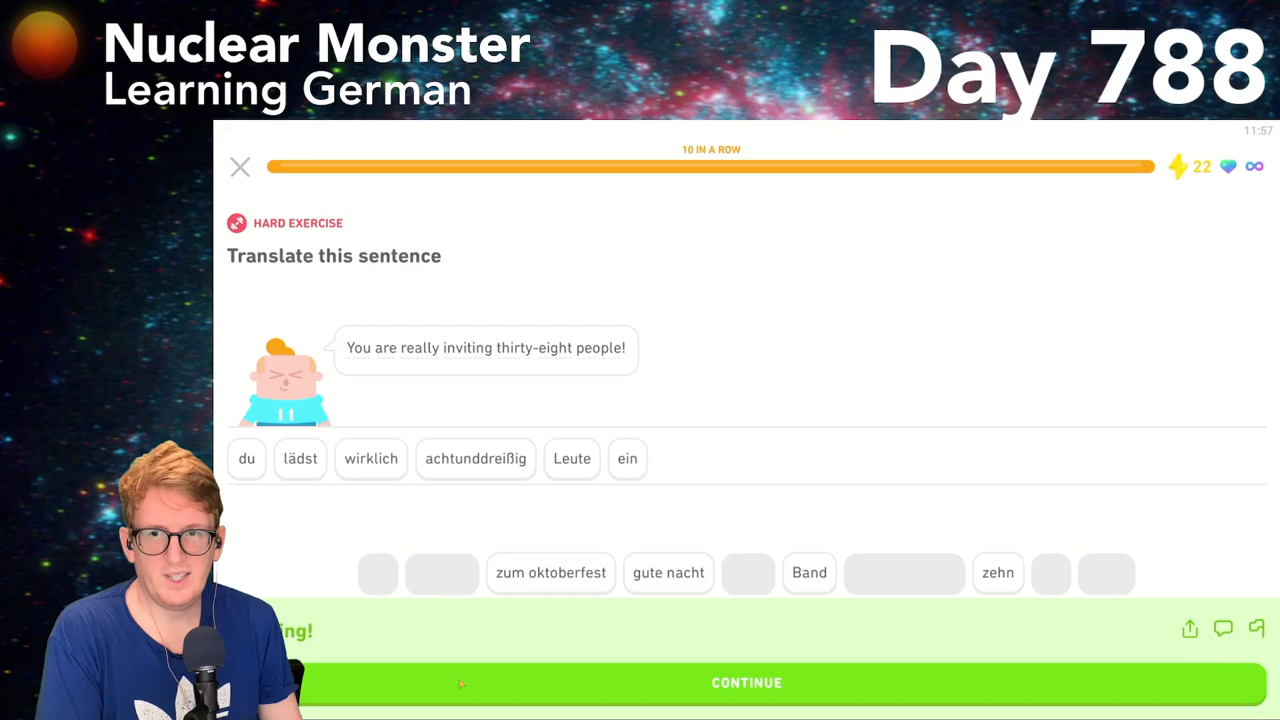 Nuclear Monster
Learning German
Day 788
11:57
10 IN A ROW
22
HARD EXERCISE
Translate this sentence
You are really inviting thirty-eight people!
du lädst wirklich achtunddreißig Leute ein
zum oktoberfest gute nacht Band zehn
ing!
CONTINUE